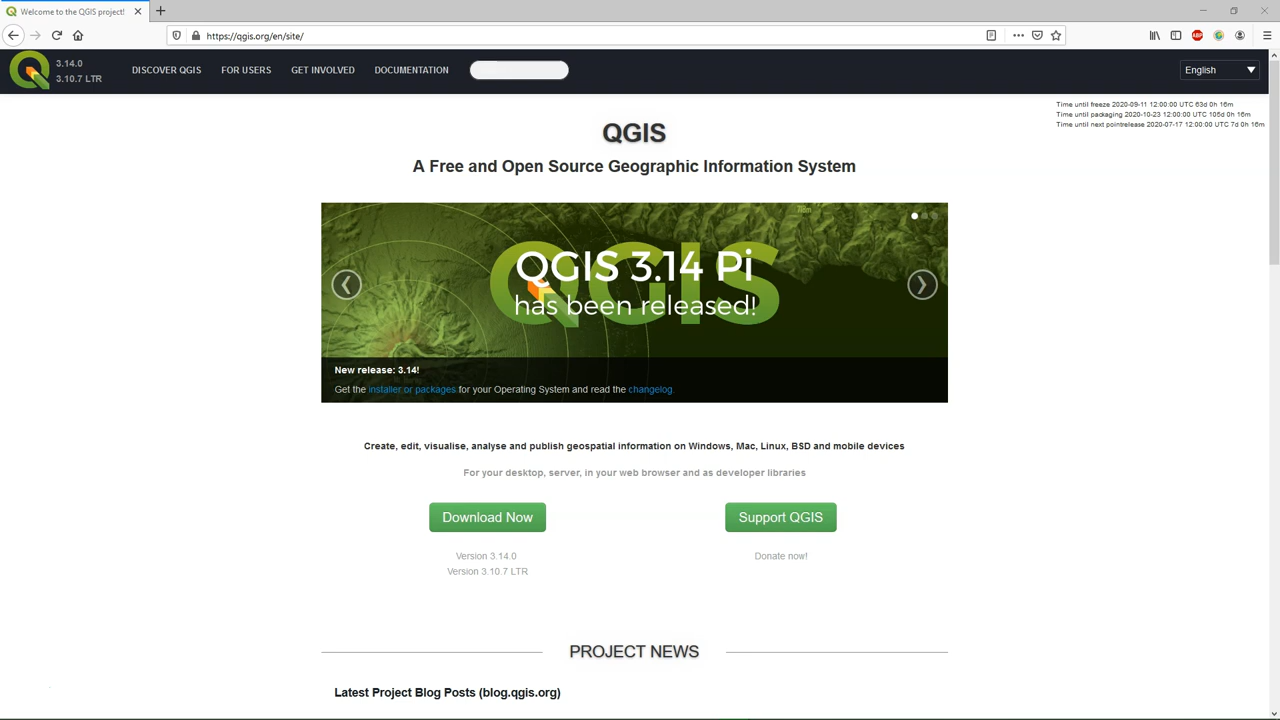 Welcome to the QGIS project!
https://qgis.org/en/site/
ABP
3.14.0
3.10.7 LTR
DISCOVER QGIS
FOR USERS
GET INVOLVED
DOCUMENTATION
English
Time until freeze 2020-09-11 12:00:00 UTC 63d 0h 16m
Time until packaging 2020-10-23 12:00:00 UTC 105d 0h 16m
Time until next pointrelease 2020-07-17 12:00:00 UTC 7d 0h 16m
QGIS
A Free and Open Source Geographic Information System
QGIS
QGIS 3.14 Pi
has been released!
New release: 3.14!
Get the installer or packages for your Operating System and read the changelog.
Create, edit, visualise, analyse and publish geospatial information on Windows, Mac, Linux, BSD and mobile devices
For your desktop, server, in your web browser and as developer libraries
Download Now
Support QGIS
Version 3.14.0
Donate now!
Version 3.10.7 LTR
PROJECT NEWS
Latest Project Blog Posts (blog.qgis.org)